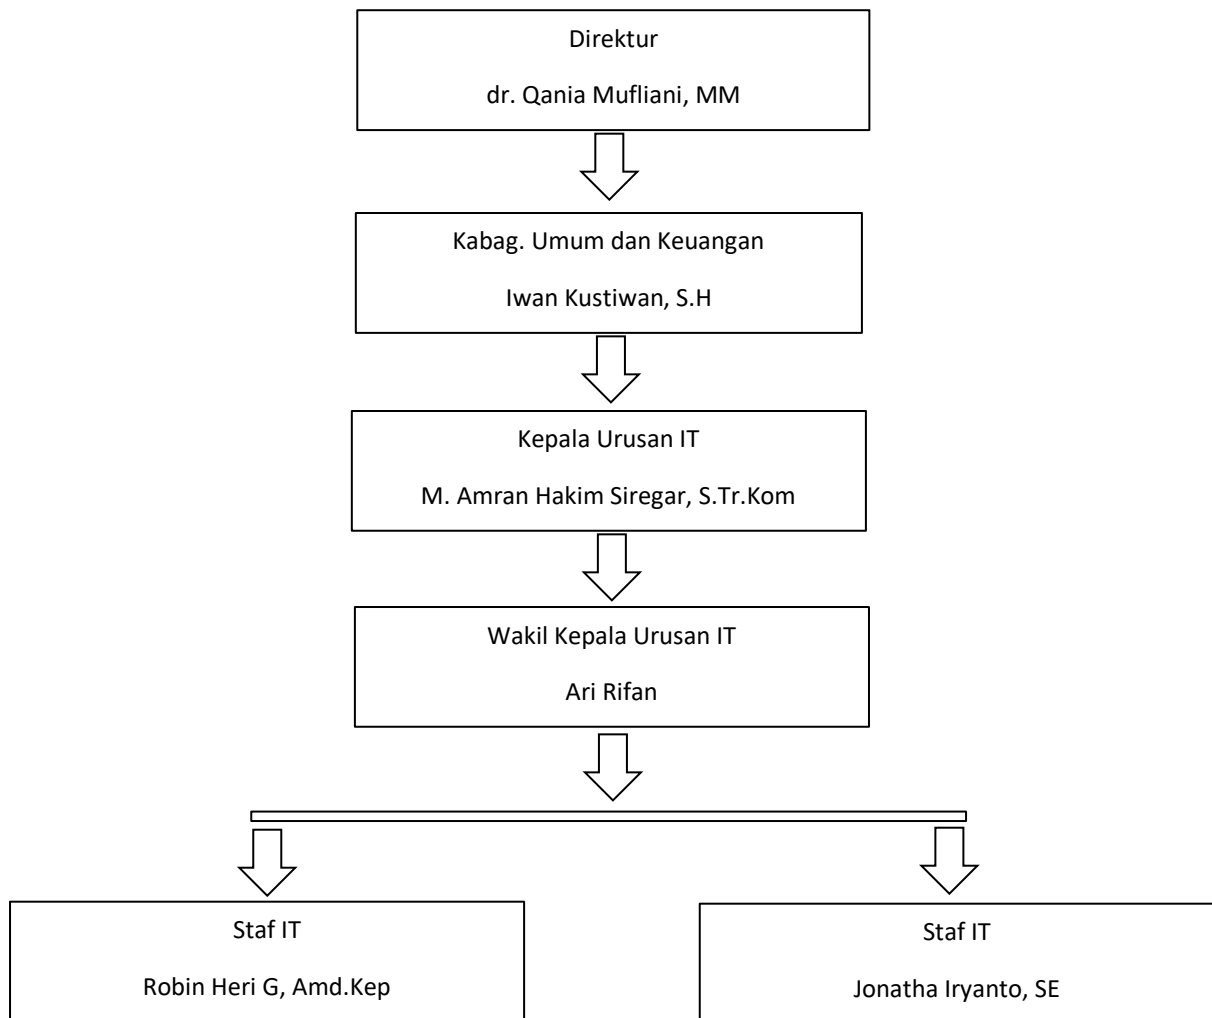 Direktur
dr. Qania Mufliani, MM
Kabag. Umum dan Keuangan
Iwan Kustiwan, S.H
Kepala Urusan IT
M. Amran Hakim Siregar, S.Tr.Kom
Wakil Kepala Urusan IT
Ari Rifan
Staf IT
Robin Heri G, Amd.Kep
Staf IT
Jonatha Iryanto, SE